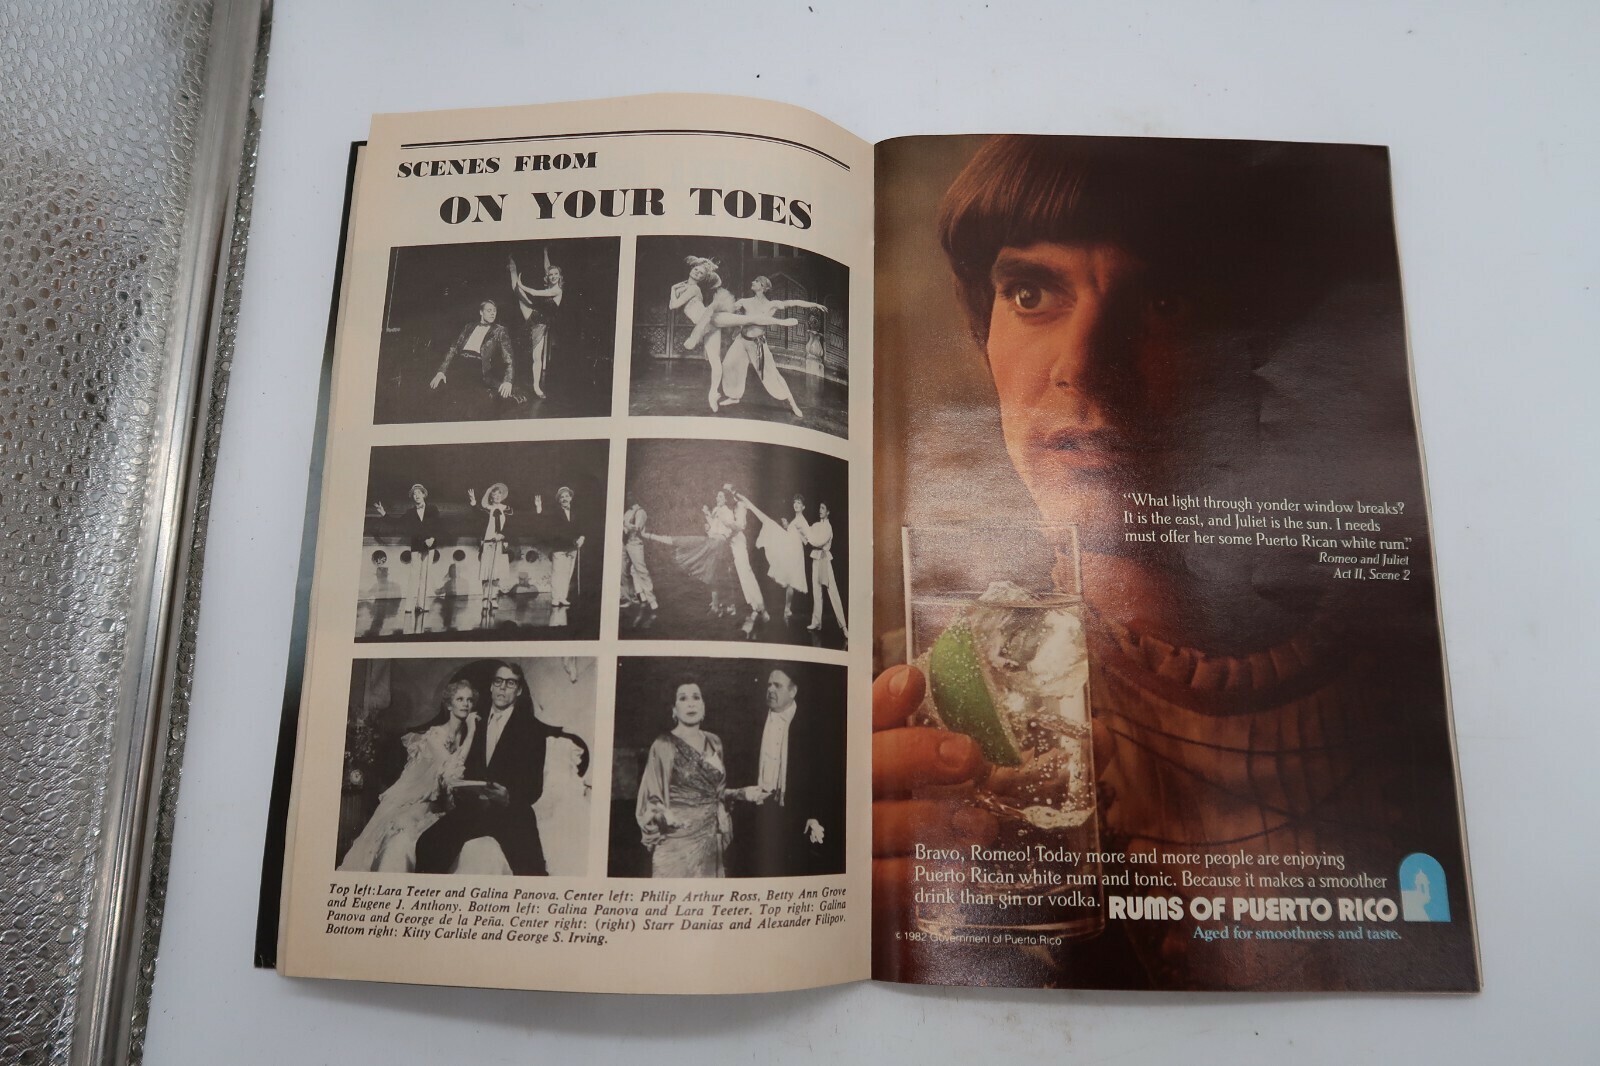 SCENES FROM
ON YOUR TOES
Top left: Lara Teeter and Galina Panova. Center left: Philip Arthur Ross, Betty Ann Grove
and Eugene J. Anthony. Bottom left: Galina Panova and Lara Teeter. Top right: Galina
Panova and George de la Peña. Center right: (right) Starr Danias and Alexander Filipov.
Bottom right: Kitty Carlisle and George S. Irving.
“What light through yonder window breaks?
It is the east, and Juliet is the sun. I needs
must offer her some Puerto Rican white rum.”
Romeo and Juliet
Act II, Scene 2
Bravo, Romeo! Today more and more people are enjoying
Puerto Rican white rum and tonic. Because it makes a smoother
drink than gin or vodka.
RUMS OF PUERTO RICO
Aged for smoothness and taste.
© 1982 Government of Puerto Rico